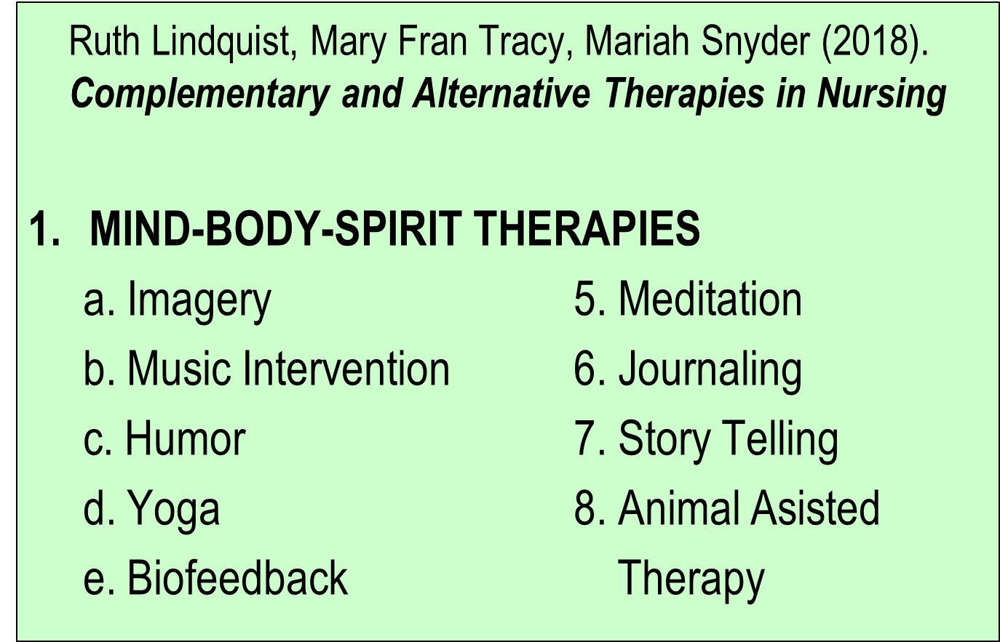 Ruth Lindquist, Mary Fran Tracy, Mariah Snyder (2018).
Complementary and Alternative Therapies in Nursing
1. MIND-BODY-SPIRIT THERAPIES
a. Imagery
b. Music Intervention
c. Humor
d. Yoga
e. Biofeedback
5. Meditation
6. Journaling
7. Story Telling
8. Animal Asisted
Therapy